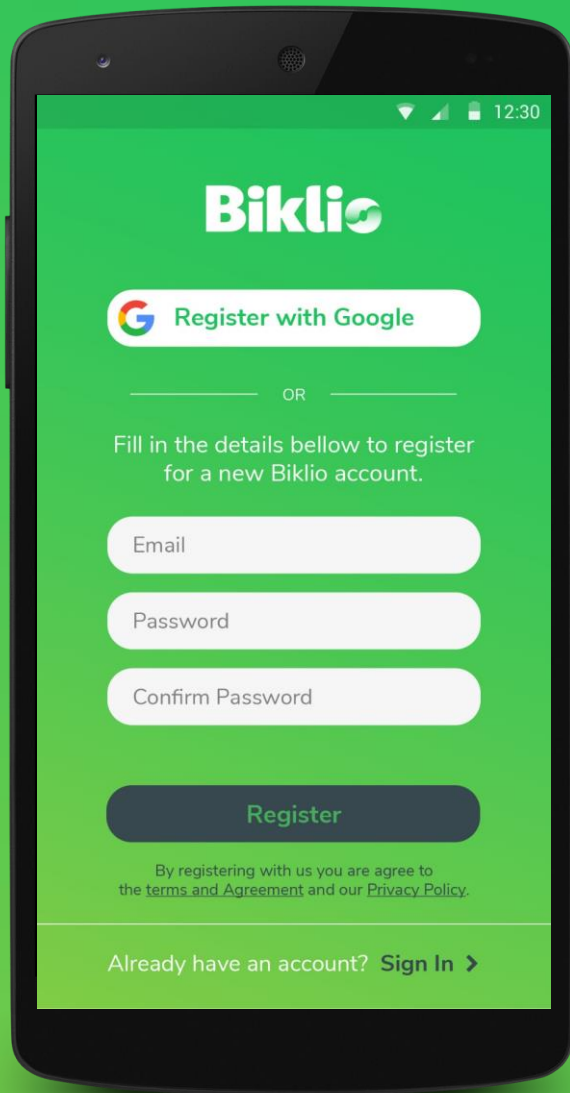 12:30
Biklio
Register with Google
OR
Fill in the details bellow to register
for a new Biklio account.
Email
Password
Confirm Password
Register
By registering with us you are agree to
the terms and Agreement and our Privacy Policy.
Already have an account? Sign In >